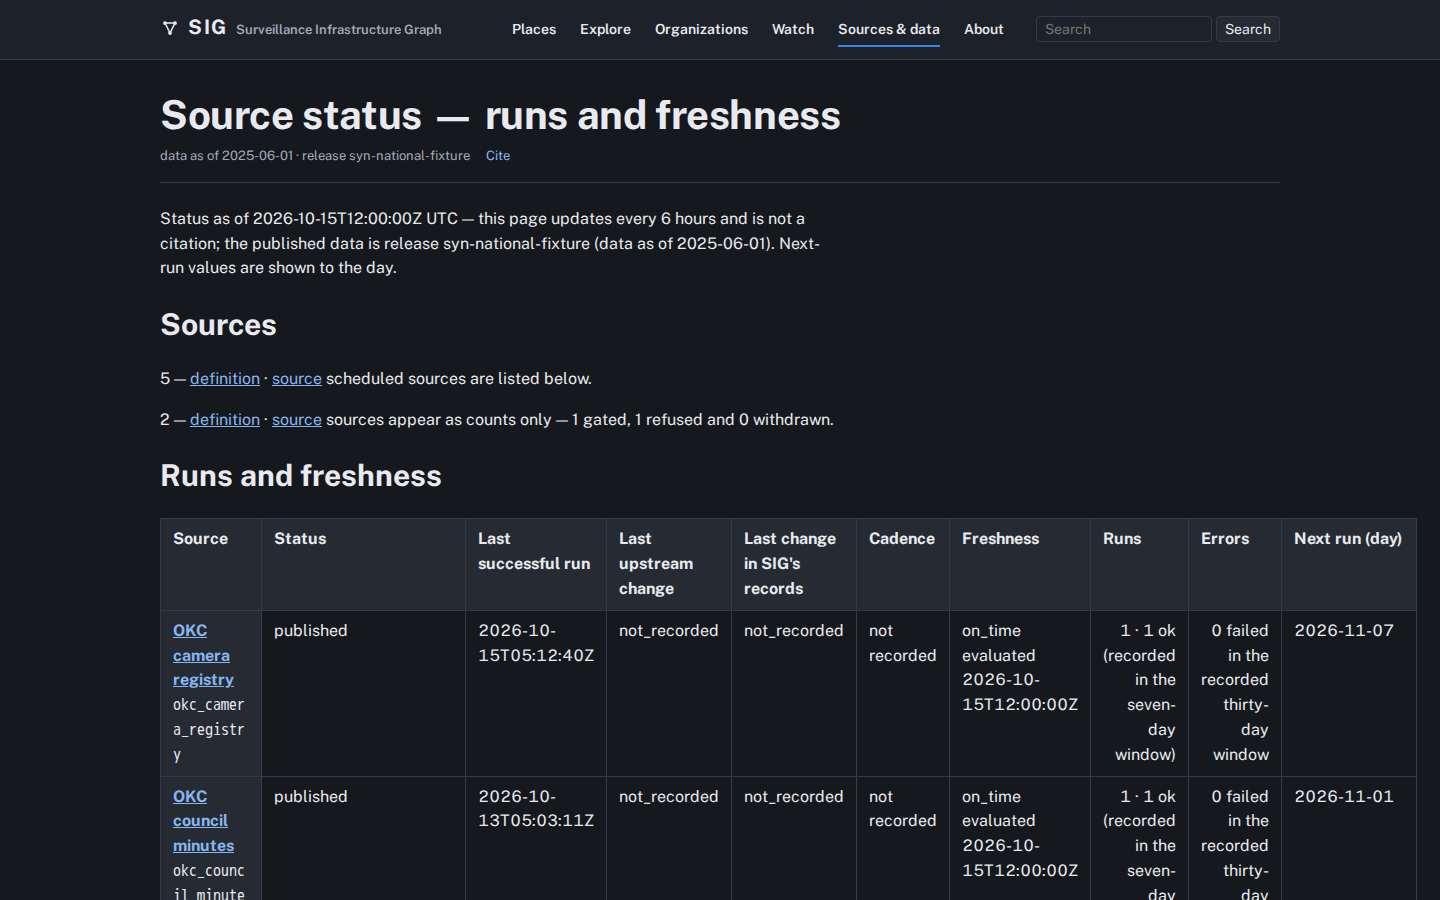 SIG Surveillance Infrastructure Graph Places Explore Organizations Watch Sources & data About Search Search
Source status — runs and freshness
data as of 2025-06-01 · release syn-national-fixture Cite
Status as of 2026-10-15T12:00:00Z UTC — this page updates every 6 hours and is not a
citation; the published data is release syn-national-fixture (data as of 2025-06-01). Next-
run values are shown to the day.
Sources
5 — definition · source scheduled sources are listed below.
2 — definition · source sources appear as counts only — 1 gated, 1 refused and 0 withdrawn.
Runs and freshness
Source Status Last Last Last change Cadence Freshness Runs Errors Next run (day)
successful run upstream in SIG's
change records
OKC published 2026-10- not_recorded not_recorded not on_time 1 · 1 ok 0 failed 2026-11-07
camera 15T05:12:40Z recorded evaluated (recorded in the
registry 2026-10- in the recorded
okc_camer 15T12:00:00Z seven- thirty-
a_registr day day
y window) window
OKC published 2026-10- not_recorded not_recorded not on_time 1 · 1 ok 0 failed 2026-11-01
council 13T05:03:11Z recorded evaluated (recorded in the
minutes 2026-10- in the recorded
okc_counc 15T12:00:00Z seven- thirty-
il_minute day day